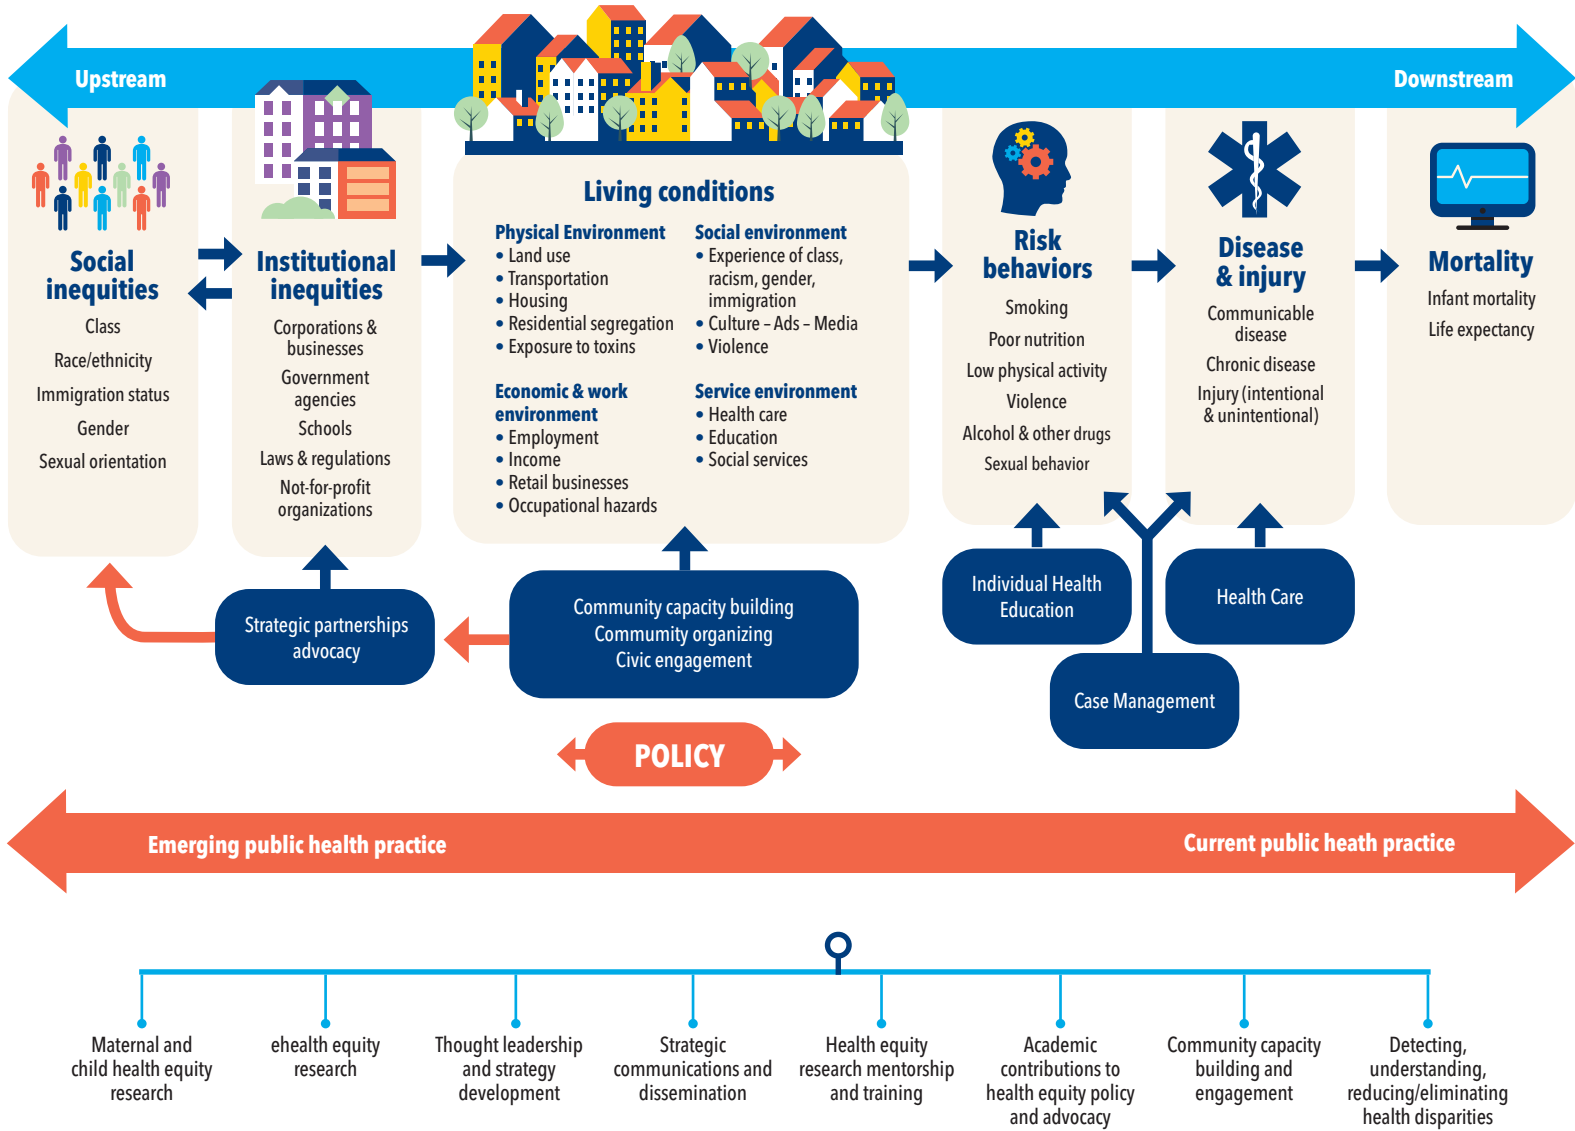 Upstream
Downstream
Social
inequities
Class
Race/ethnicity
Immigration status
Gender
Sexual orientation
Institutional
inequities
Corporations &
businesses
Government
agencies
Schools
Laws & regulations
Not-for-profit
organizations
Living conditions
Physical Environment
• Land use
• Transportation
• Housing
• Residential segregation
• Exposure to toxins
Economic & work
environment
• Employment
• Income
• Retail businesses
• Occupational hazards
Social environment
• Experience of class,
racism, gender,
immigration
• Culture – Ads – Media
• Violence
Service environment
• Health care
• Education
• Social services
Risk
behaviors
Smoking
Poor nutrition
Low physical activity
Violence
Alcohol & other drugs
Sexual behavior
Disease
& injury
Communicable
disease
Chronic disease
Injury (intentional
& unintentional)
Mortality
Infant mortality
Life expectancy
Strategic partnerships
advocacy
Community capacity building
Commumity organizing
Civic engagement
Individual Health
Education
Health Care
Case Management
POLICY
Emerging public health practice
Current public heath practice
Maternal and
child health equity
research
ehealth equity
research
Thought leadership
and strategy
development
Strategic
communications and
dissemination
Health equity
research mentorship
and training
Academic
contributions to
health equity policy
and advocacy
Community capacity
building and
engagement
Detecting,
understanding,
reducing/eliminating
health disparities